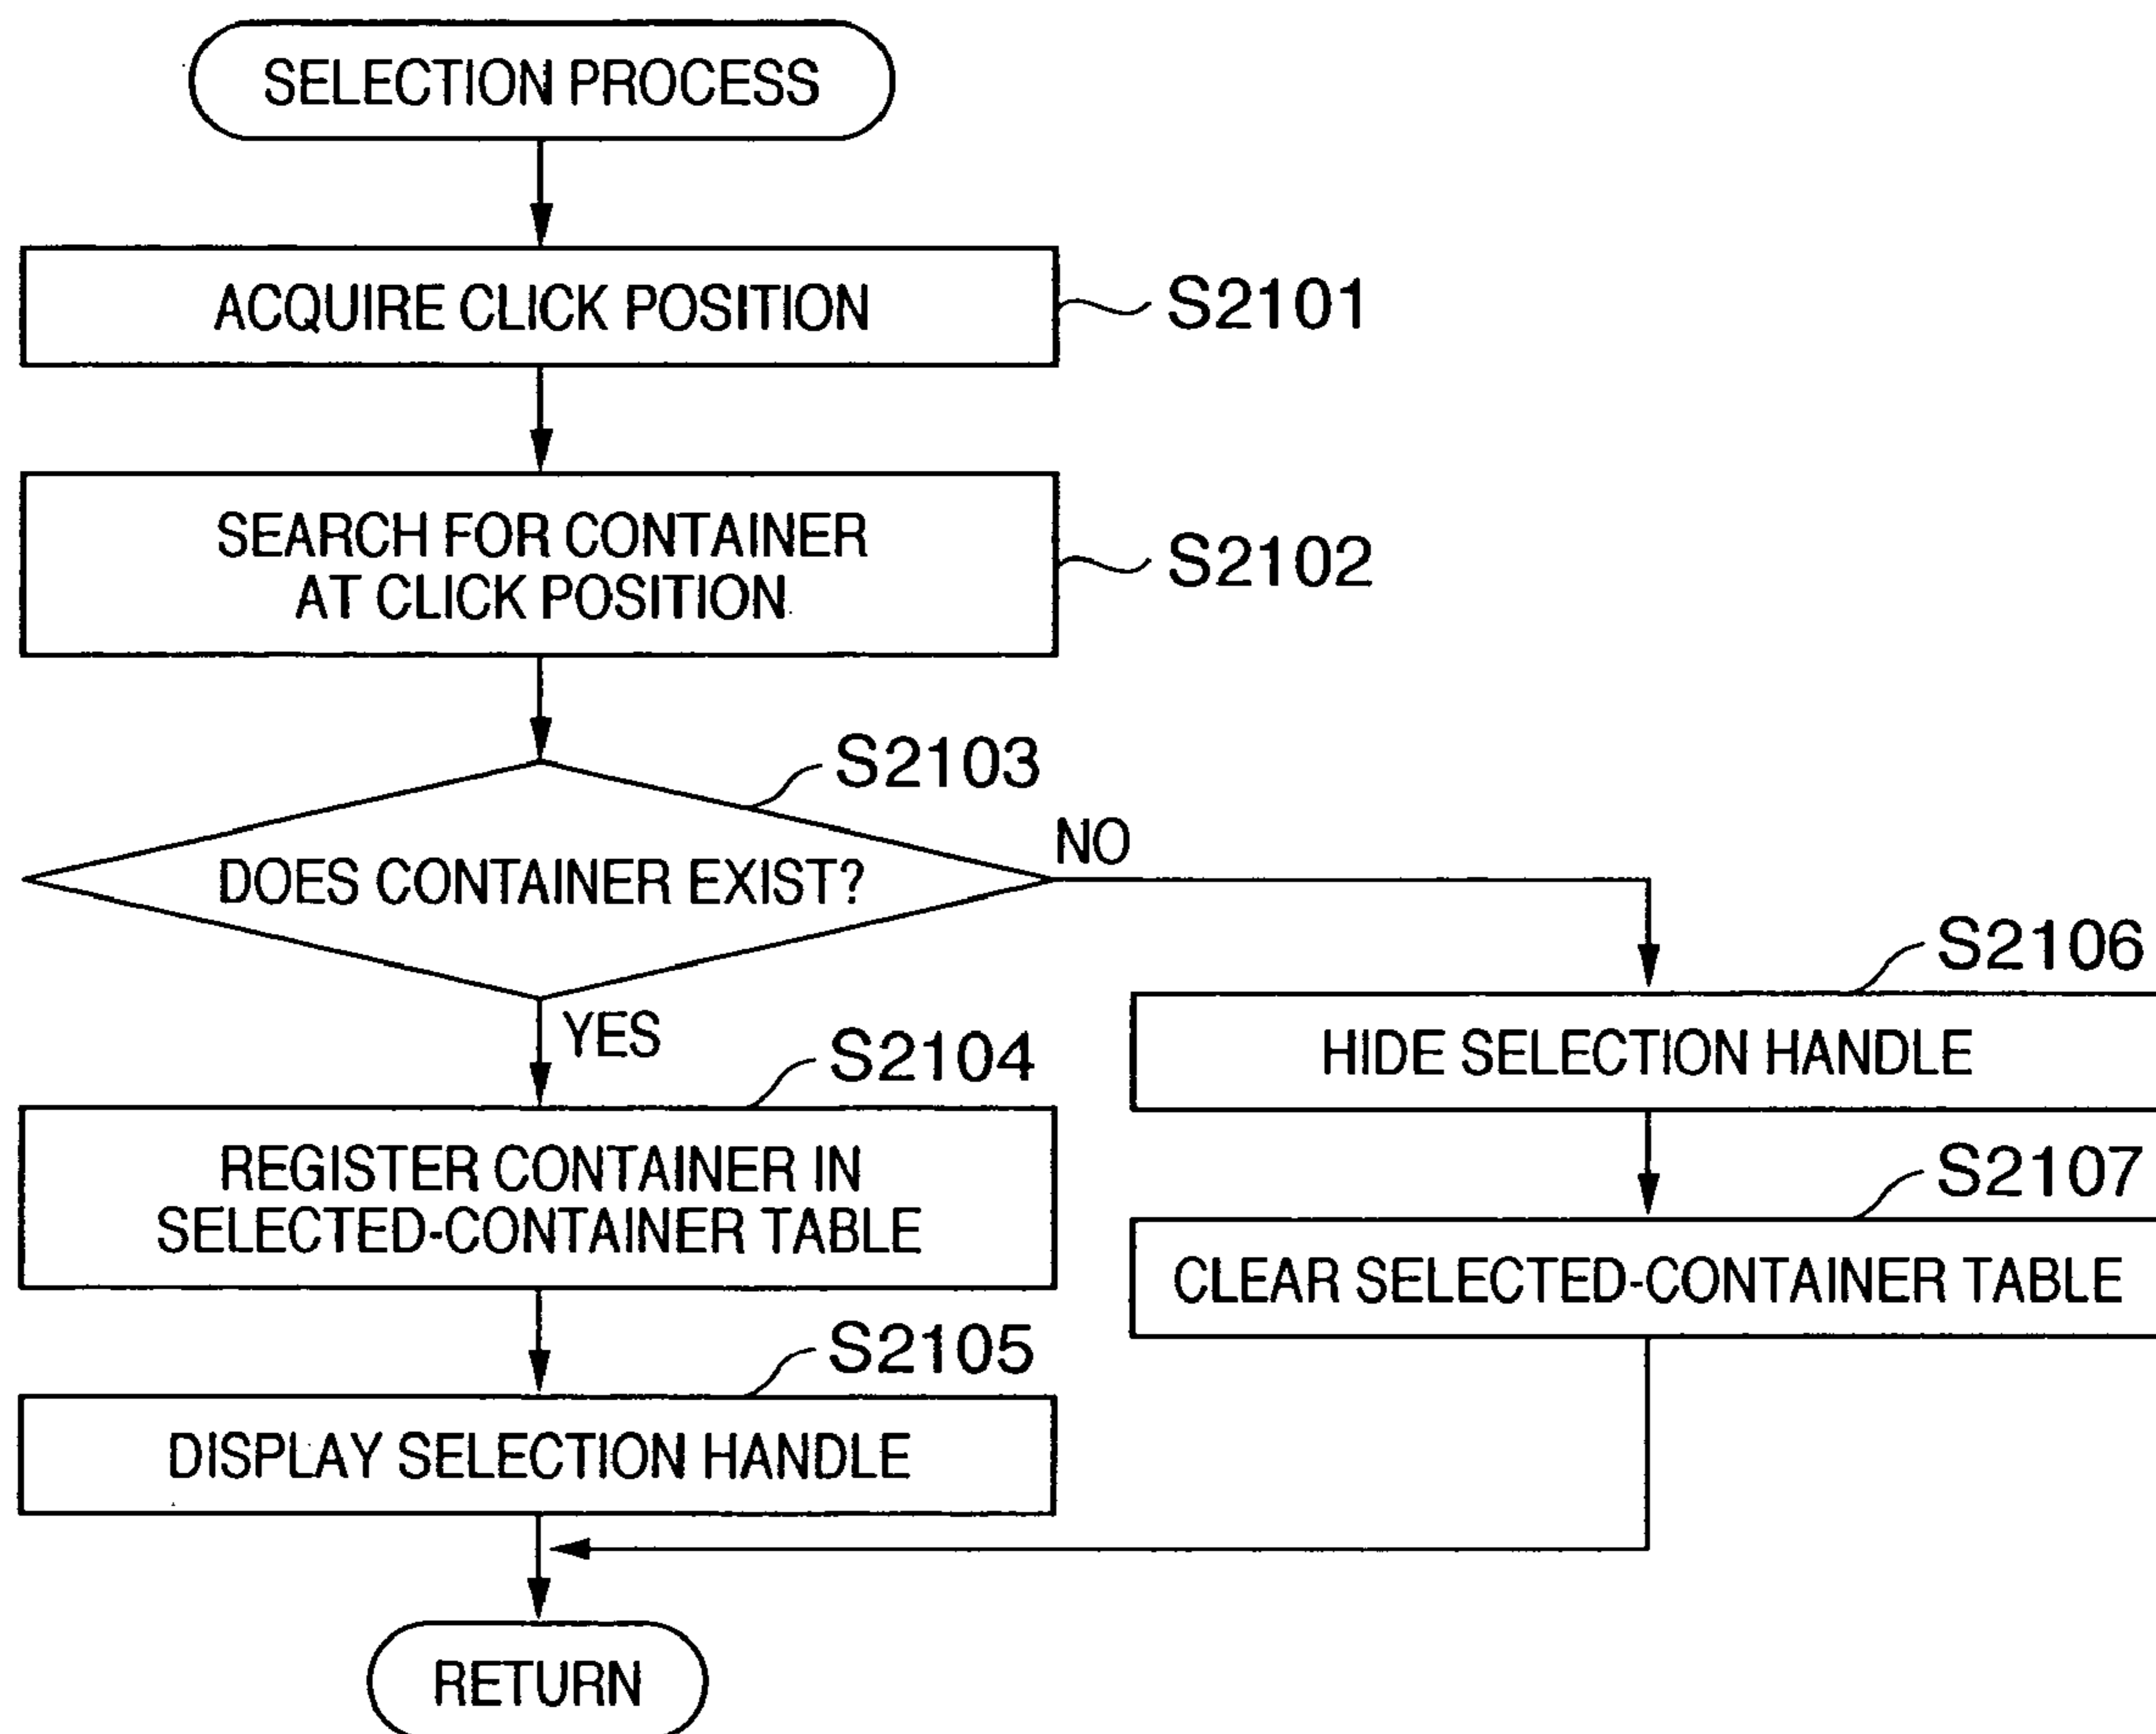 SELECTION PROCESS
ACQUIRE CLICK POSITION
S2101
SEARCH FOR CONTAINER
AT CLICK POSITION
S2102
S2103
DOES CONTAINER EXIST?
NO
YES
S2104
REGISTER CONTAINER IN
SELECTED-CONTAINER TABLE
S2105
DISPLAY SELECTION HANDLE
S2106
HIDE SELECTION HANDLE
S2107
CLEAR SELECTED-CONTAINER TABLE
RETURN